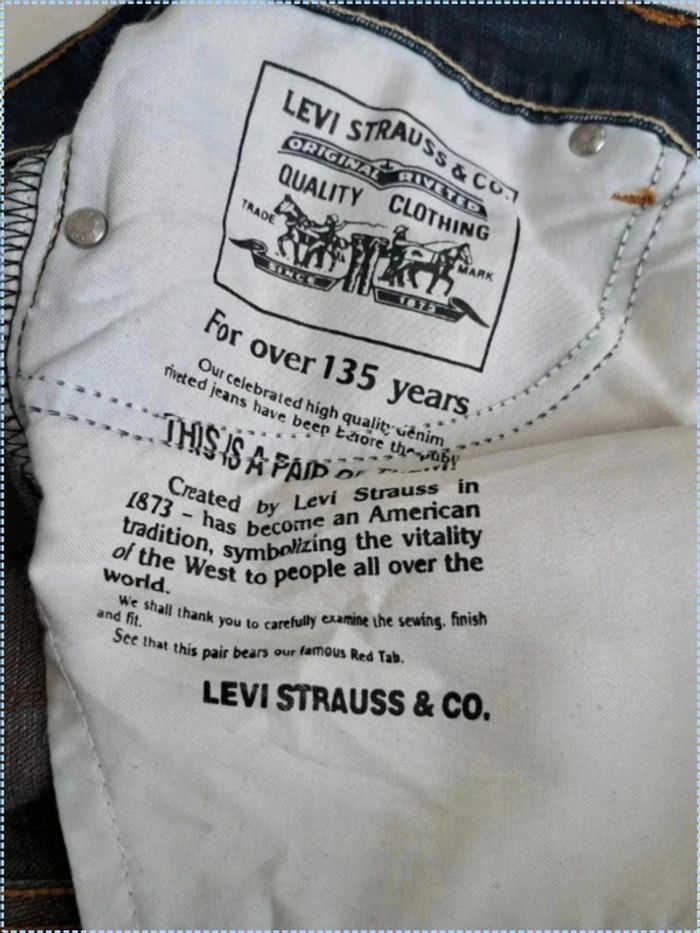 LEVI STRAUSS & CO.
ORIGINAL RIVETED
QUALITY CLOTHING
TRADE MARK
SINCE 1873
For over 135 years
Our celebrated high quality denim
riveted jeans have been before the
THIS IS A PAIR OF
Created by Levi Strauss in
1873 – has become an American
tradition, symbolizing the vitality
of the West to people all over the
world.
We shall thank you to carefully examine the sewing, finish
and fit.
See that this pair bears our famous Red Tab.
LEVI STRAUSS & CO.